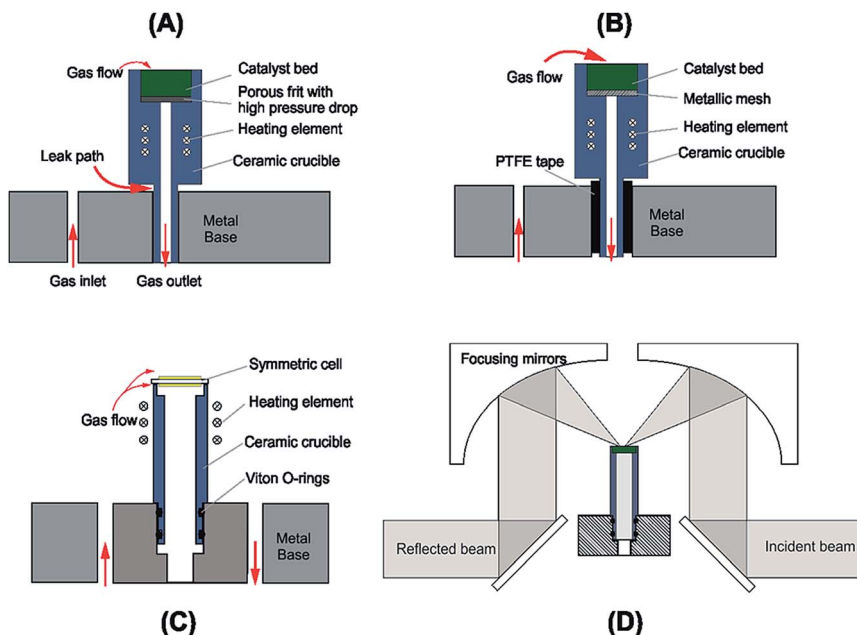 (A)
Gas flow
Catalyst bed
Porous frit with
high pressure drop
Heating element
Leak path
Ceramic crucible
Metal
Base
Gas inlet
Gas outlet
(B)
Gas flow
Catalyst bed
Metallic mesh
Heating element
PTFE tape
Ceramic crucible
Metal
Base
Symmetric cell
Gas flow
Heating element
Ceramic crucible
Viton O-rings
Metal
Base
(C)
Focusing mirrors
Reflected beam
Incident beam
(D)